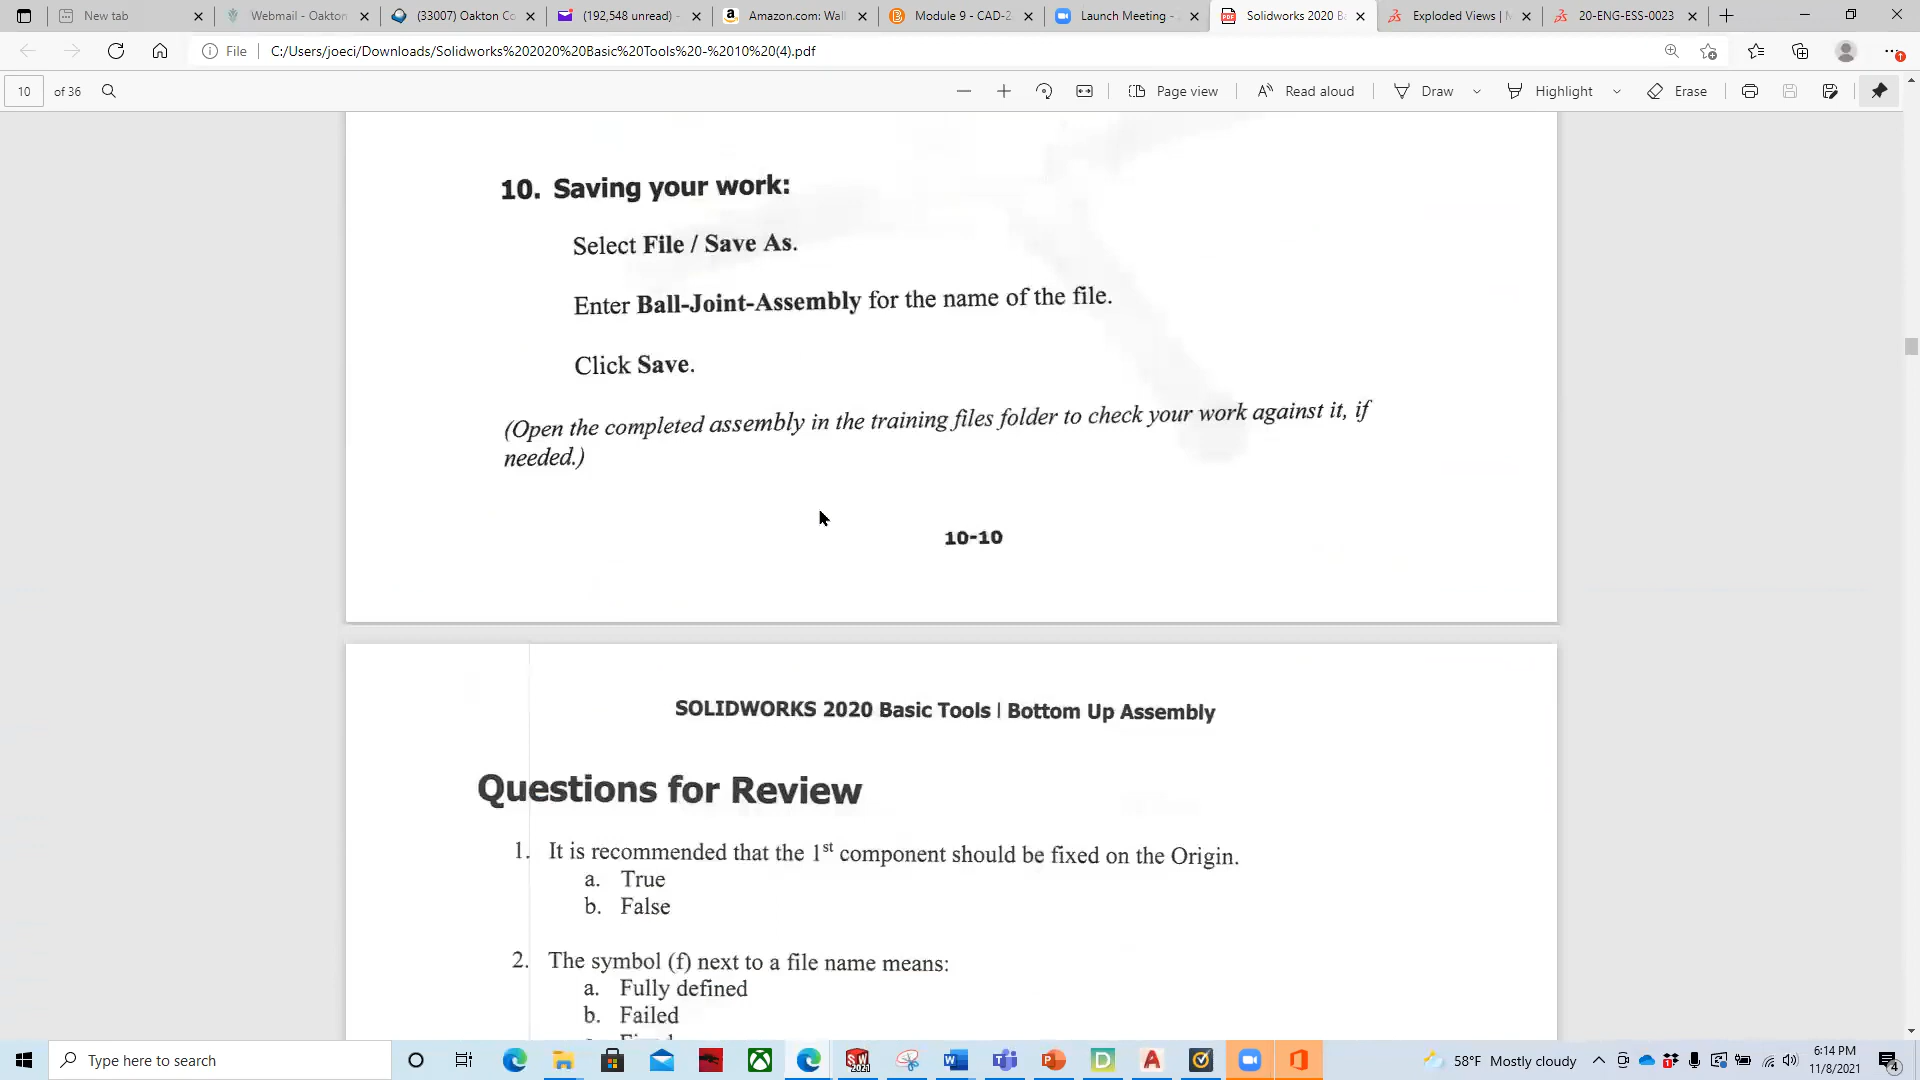 New tab
Webmail - Oakton
(33007) Oakton Co
(192,548 unread) -
Amazon.com: Wall
Module 9 - CAD-2
Launch Meeting -
Solidworks 2020 B
Exploded Views |
20-ENG-ESS-0023
File
C:/Users/joeci/Downloads/Solidworks%202020%20Basic%20Tools%20-%2010%20(4).pdf
10 of 36
Page view
Read aloud
Draw
Highlight
Erase
10. Saving your work:
Select File / Save As.
Enter Ball-Joint-Assembly for the name of the file.
Click Save.
(Open the completed assembly in the training files folder to check your work against it, if
needed.)
10-10
SOLIDWORKS 2020 Basic Tools | Bottom Up Assembly
Questions for Review
1. It is recommended that the 1st component should be fixed on the Origin.
a. True
b. False
2. The symbol (f) next to a file name means:
a. Fully defined
b. Failed
Type here to search
58°F Mostly cloudy
6:14 PM
11/8/2021